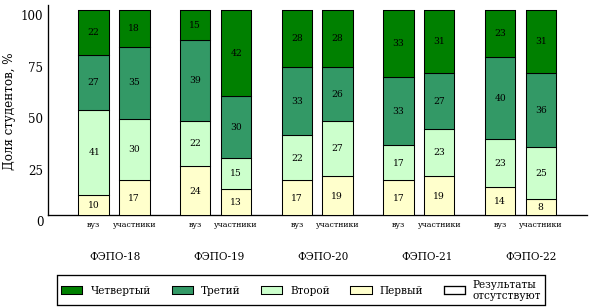 Доля студентов, %
100
75
50
25
0
22 18 15 42 28 28 33 31 23 31
27 35 39 30 33 26 33 27 40 36
41 30 22 15 22 27 17 23 23 25
10 17 24 13 17 19 17 19 14 8
вуз участники вуз участники вуз участники вуз участники вуз участники
ФЭПО-18 ФЭПО-19 ФЭПО-20 ФЭПО-21 ФЭПО-22
Четвертый Третий Второй Первый Результаты
отсутствуют